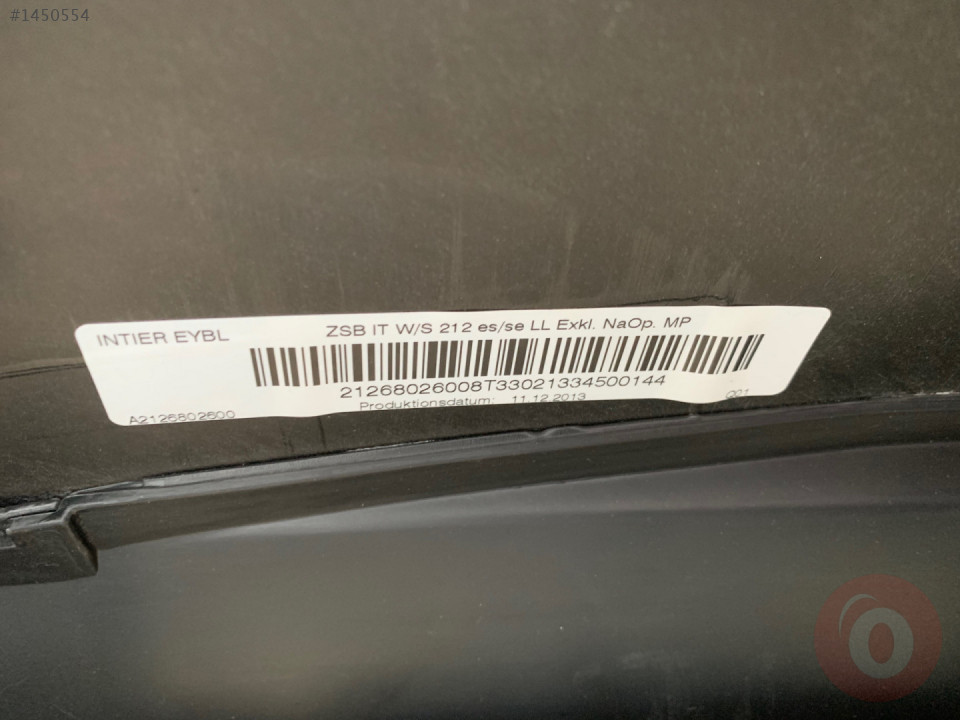 #1450554
INTIER EYBL
ZSB IT W/S 212 es/se LL Exkl. NaOp. MP
21268026008T33021334500144
Produktionsdatum: 11.12.2013
001
A2126802600